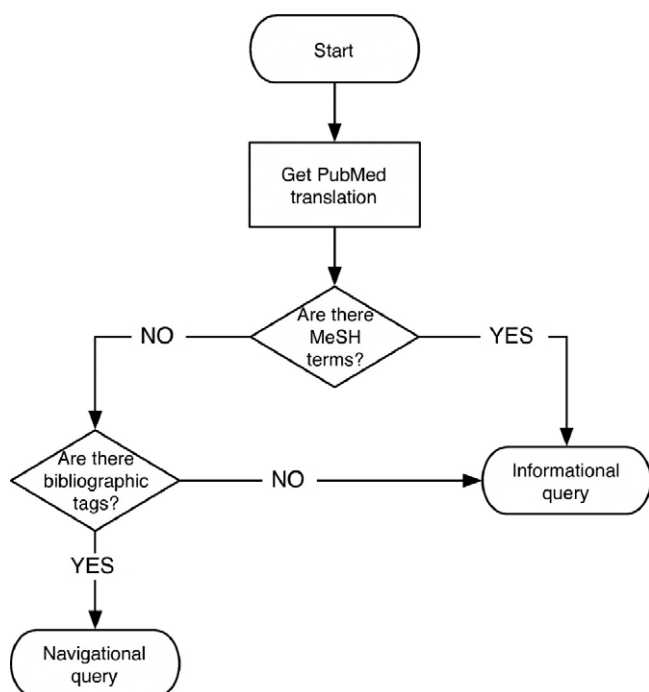 Start
Get PubMed
translation
Are there
MeSH
terms?
NO
YES
Are there
bibliographic
tags?
NO
Informational
query
YES
Navigational
query